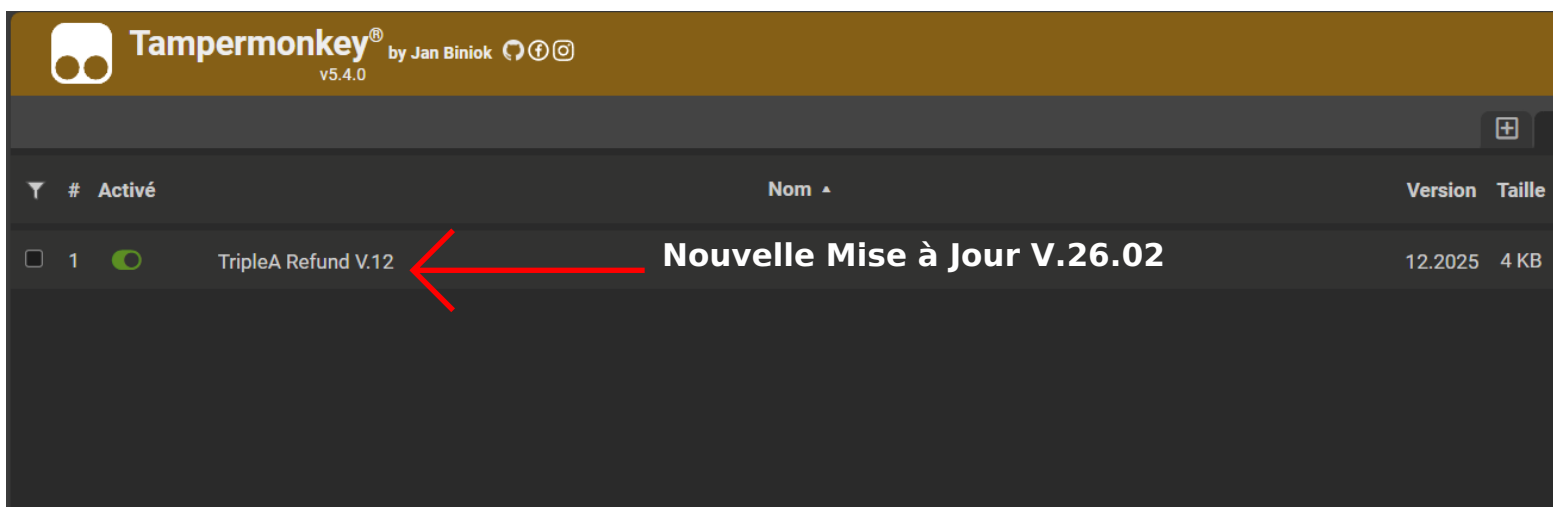 Tampermonkey® by Jan Biniok
v5.4.0
# Activé Nom ▲ Version Taille
1 TripleA Refund V.12 Nouvelle Mise à Jour V.26.02 12.2025 4 KB